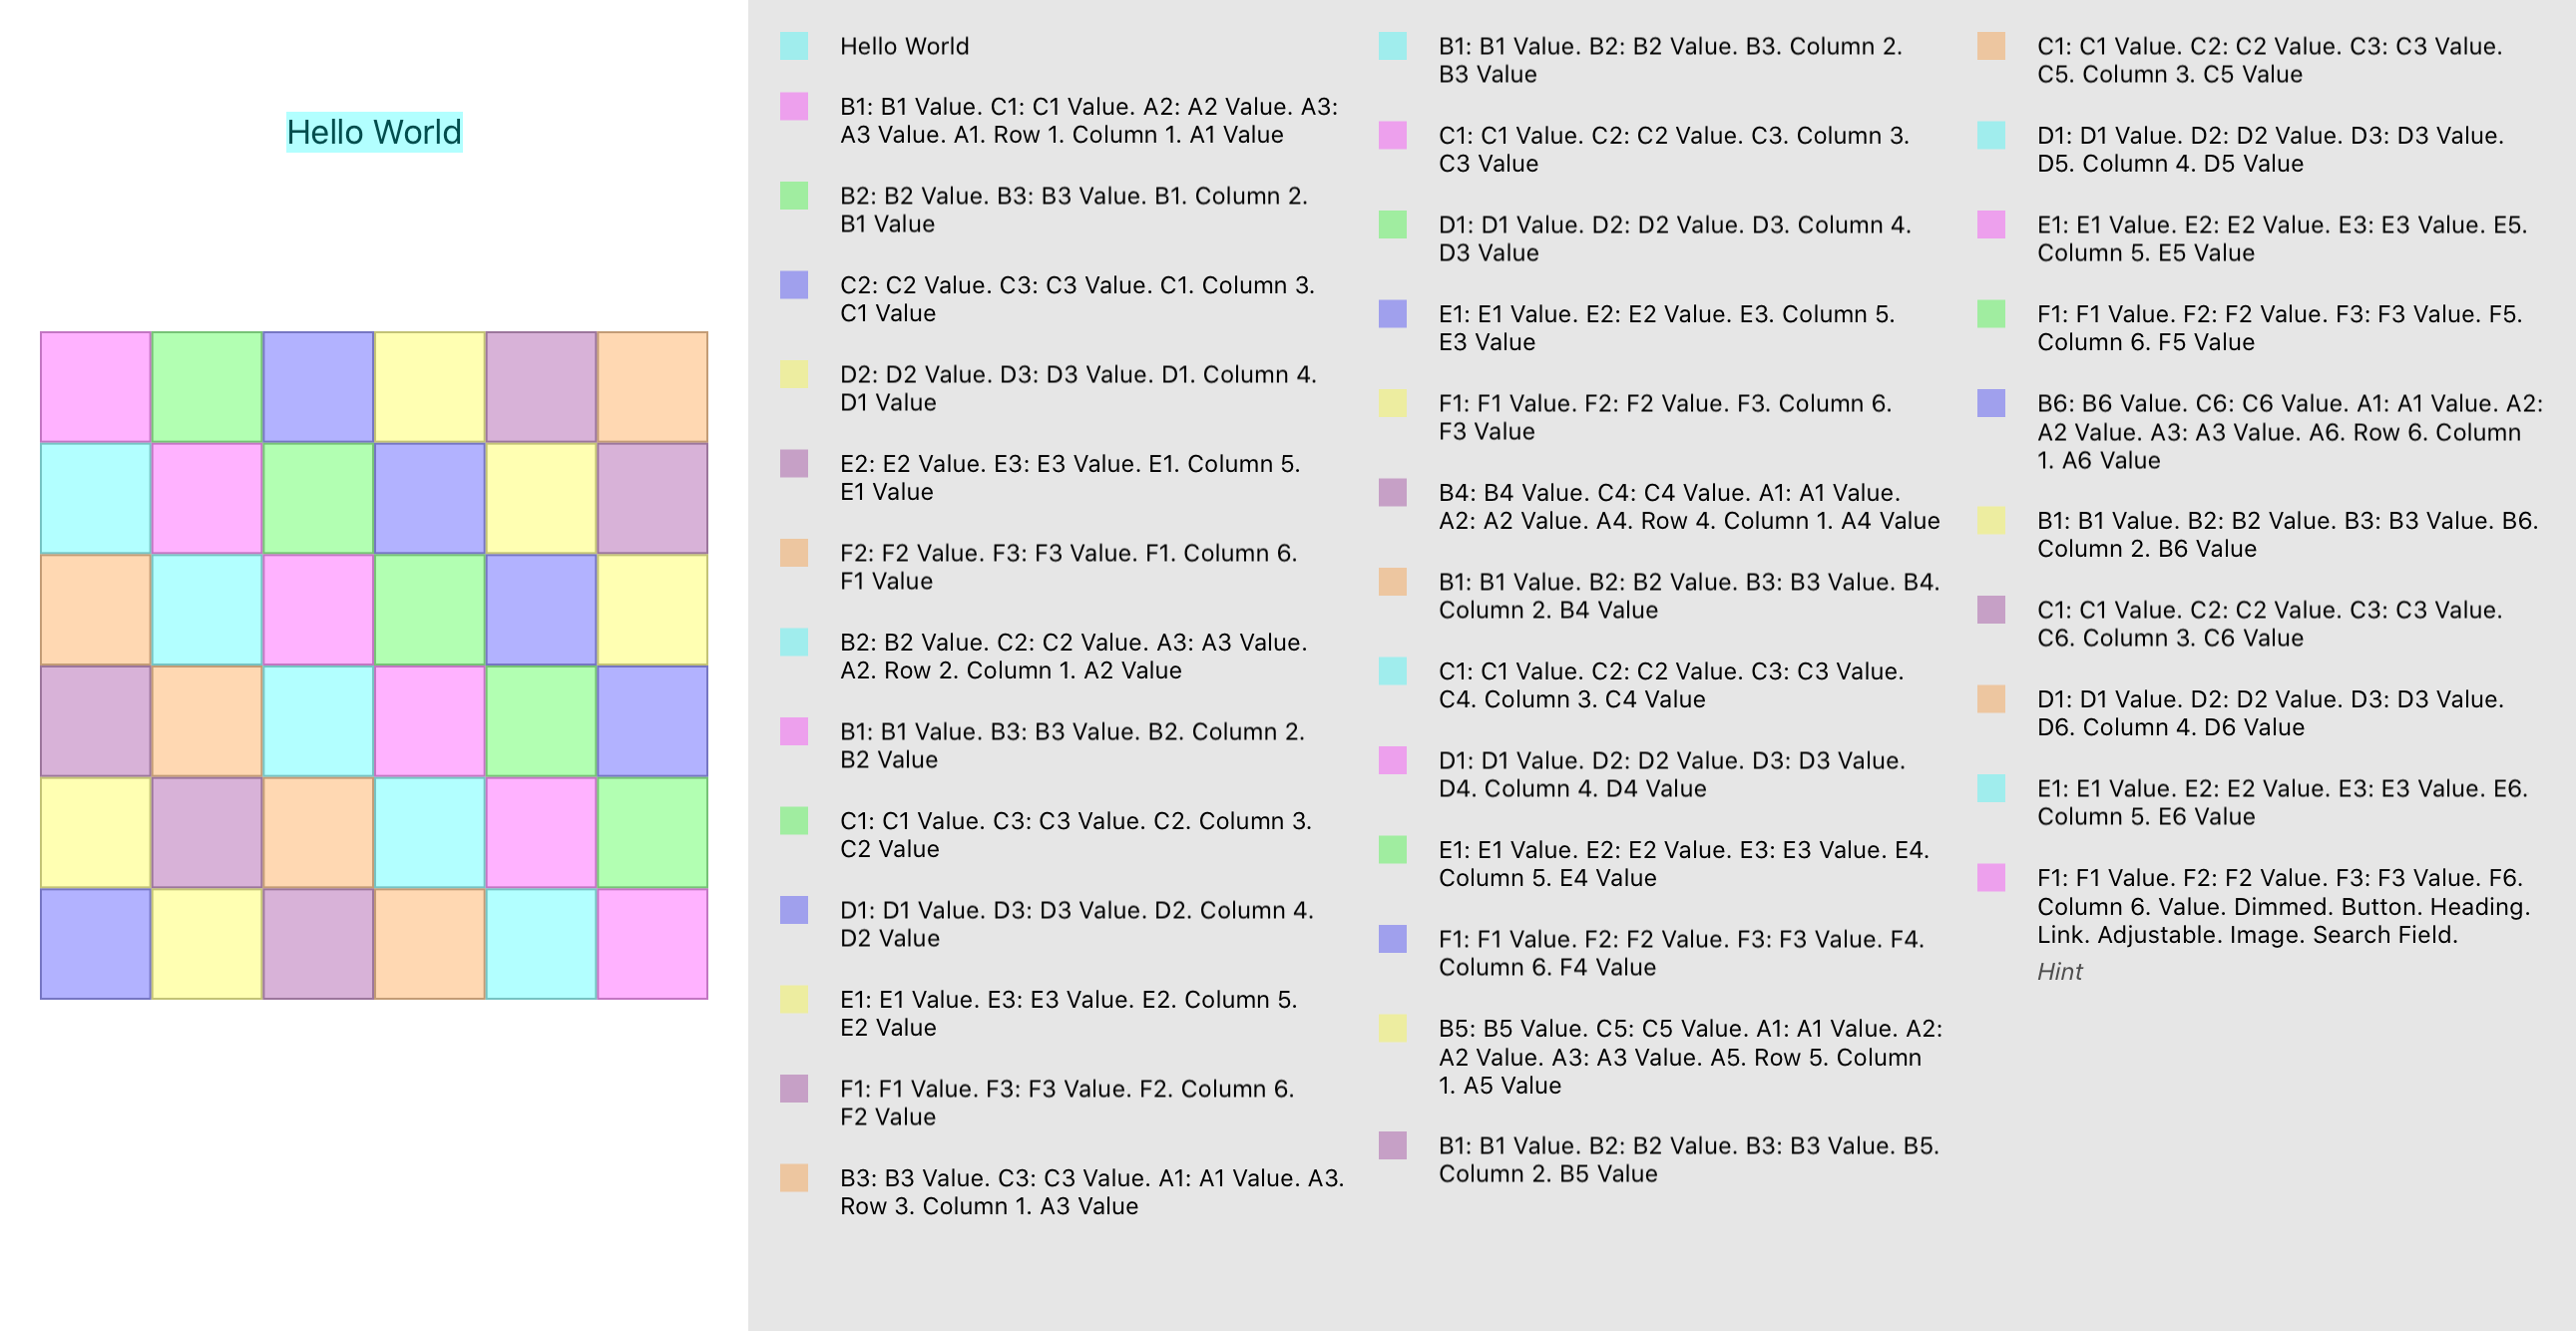 Hello World
Hello World
B1: B1 Value. C1: C1 Value. A2: A2 Value. A3:
A3 Value. A1. Row 1. Column 1. A1 Value
B2: B2 Value. B3: B3 Value. B1. Column 2.
B1 Value
C2: C2 Value. C3: C3 Value. C1. Column 3.
C1 Value
D2: D2 Value. D3: D3 Value. D1. Column 4.
D1 Value
E2: E2 Value. E3: E3 Value. E1. Column 5.
E1 Value
F2: F2 Value. F3: F3 Value. F1. Column 6.
F1 Value
B2: B2 Value. C2: C2 Value. A3: A3 Value.
A2. Row 2. Column 1. A2 Value
B1: B1 Value. B3: B3 Value. B2. Column 2.
B2 Value
C1: C1 Value. C3: C3 Value. C2. Column 3.
C2 Value
D1: D1 Value. D3: D3 Value. D2. Column 4.
D2 Value
E1: E1 Value. E3: E3 Value. E2. Column 5.
E2 Value
F1: F1 Value. F3: F3 Value. F2. Column 6.
F2 Value
B3: B3 Value. C3: C3 Value. A1: A1 Value. A3.
Row 3. Column 1. A3 Value
B1: B1 Value. B2: B2 Value. B3. Column 2.
B3 Value
C1: C1 Value. C2: C2 Value. C3. Column 3.
C3 Value
D1: D1 Value. D2: D2 Value. D3. Column 4.
D3 Value
E1: E1 Value. E2: E2 Value. E3. Column 5.
E3 Value
F1: F1 Value. F2: F2 Value. F3. Column 6.
F3 Value
B4: B4 Value. C4: C4 Value. A1: A1 Value.
A2: A2 Value. A4. Row 4. Column 1. A4 Value
B1: B1 Value. B2: B2 Value. B3: B3 Value. B4.
Column 2. B4 Value
C1: C1 Value. C2: C2 Value. C3: C3 Value.
C4. Column 3. C4 Value
D1: D1 Value. D2: D2 Value. D3: D3 Value.
D4. Column 4. D4 Value
E1: E1 Value. E2: E2 Value. E3: E3 Value. E4.
Column 5. E4 Value
F1: F1 Value. F2: F2 Value. F3: F3 Value. F4.
Column 6. F4 Value
B5: B5 Value. C5: C5 Value. A1: A1 Value. A2:
A2 Value. A3: A3 Value. A5. Row 5. Column
1. A5 Value
B1: B1 Value. B2: B2 Value. B3: B3 Value. B5.
Column 2. B5 Value
C1: C1 Value. C2: C2 Value. C3: C3 Value.
C5. Column 3. C5 Value
D1: D1 Value. D2: D2 Value. D3: D3 Value.
D5. Column 4. D5 Value
E1: E1 Value. E2: E2 Value. E3: E3 Value. E5.
Column 5. E5 Value
F1: F1 Value. F2: F2 Value. F3: F3 Value. F5.
Column 6. F5 Value
B6: B6 Value. C6: C6 Value. A1: A1 Value. A2:
A2 Value. A3: A3 Value. A6. Row 6. Column
1. A6 Value
B1: B1 Value. B2: B2 Value. B3: B3 Value. B6.
Column 2. B6 Value
C1: C1 Value. C2: C2 Value. C3: C3 Value.
C6. Column 3. C6 Value
D1: D1 Value. D2: D2 Value. D3: D3 Value.
D6. Column 4. D6 Value
E1: E1 Value. E2: E2 Value. E3: E3 Value. E6.
Column 5. E6 Value
F1: F1 Value. F2: F2 Value. F3: F3 Value. F6.
Column 6. Value. Dimmed. Button. Heading.
Link. Adjustable. Image. Search Field.
Hint